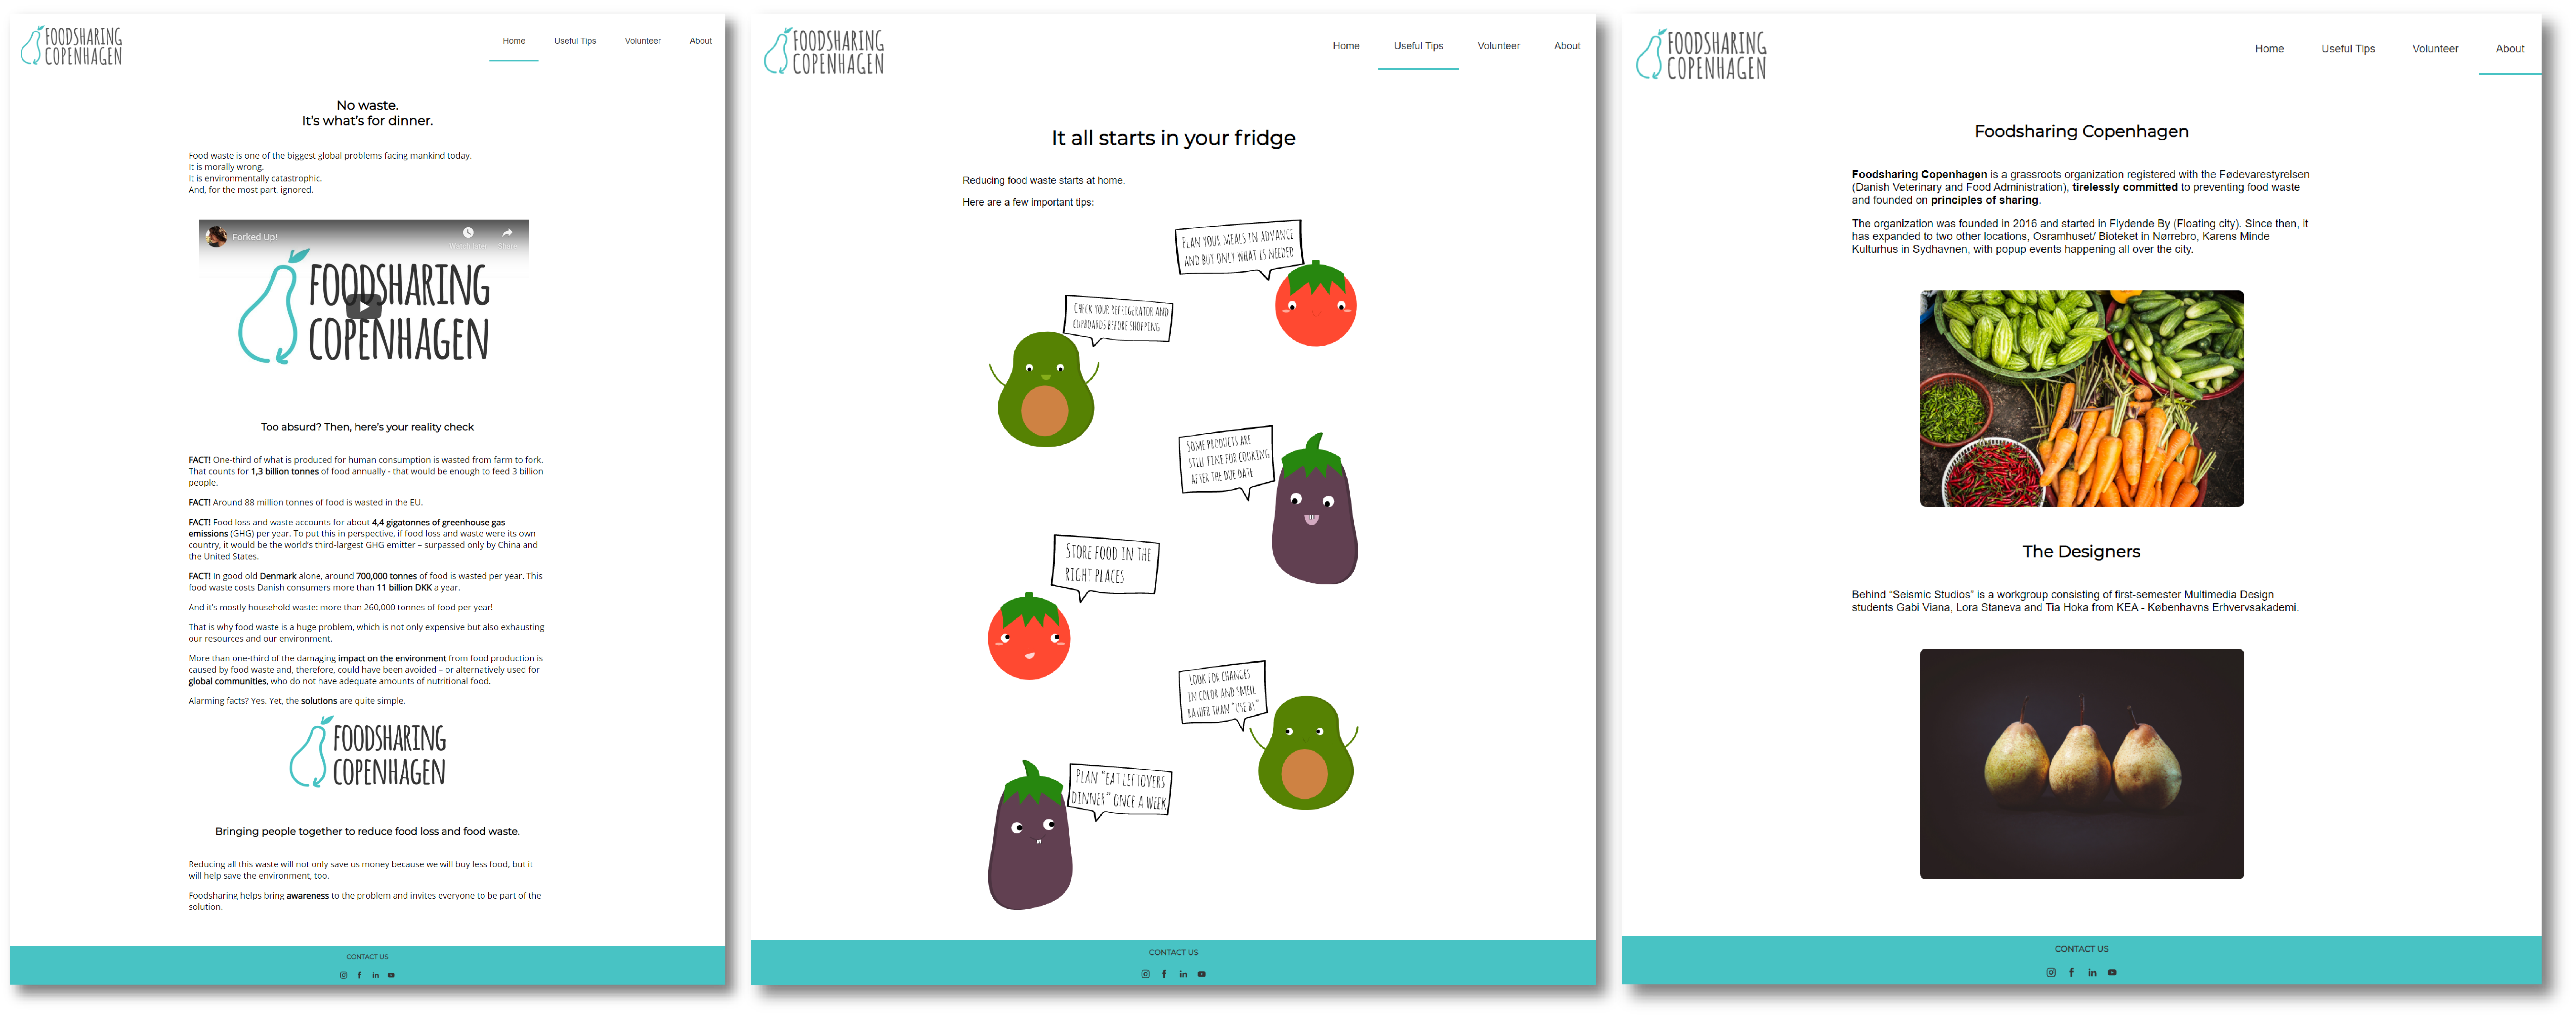 FOODSHARING
COPENHAGEN
Home Useful Tips Volunteer About
No waste.
It's what's for dinner.
Food waste is one of the biggest global problems facing mankind today.
It is morally wrong.
It is environmentally catastrophic.
And, for the most part, ignored.
Forked Up!
Watch later Share
FOODSHARING
COPENHAGEN
Too absurd? Then, here's your reality check
FACT! One-third of what is produced for human consumption is wasted from farm to fork.
That counts for 1,3 billion tonnes of food annually - that would be enough to feed 3 billion
people.
FACT! Around 88 million tonnes of food is wasted in the EU.
FACT! Food loss and waste accounts for about 4,4 gigatonnes of greenhouse gas
emissions (GHG) per year. To put this in perspective, if food loss and waste were its own
country, it would be the world's third-largest GHG emitter – surpassed only by China and
the United States.
FACT! In good old Denmark alone, around 700,000 tonnes of food is wasted per year. This
food waste costs Danish consumers more than 11 billion DKK a year.
And it's mostly household waste: more than 260,000 tonnes of food per year!
That is why food waste is a huge problem, which is not only expensive but also exhausting
our resources and our environment.
More than one-third of the damaging impact on the environment from food production is
caused by food waste and, therefore, could have been avoided – or alternatively used for
global communities, who do not have adequate amounts of nutritional food.
Alarming facts? Yes. Yet, the solutions are quite simple.
FOODSHARING
COPENHAGEN
Bringing people together to reduce food loss and food waste.
Reducing all this waste will not only save us money because we will buy less food, but it
will help save the environment, too.
Foodsharing helps bring awareness to the problem and invites everyone to be part of the
solution.
CONTACT US
FOODSHARING
COPENHAGEN
Home Useful Tips Volunteer About
It all starts in your fridge
Reducing food waste starts at home.
Here are a few important tips:
PLAN YOUR MEALS IN ADVANCE
AND BUY ONLY WHAT IS NEEDED
CHECK YOUR REFRIGERATOR AND
CUPBOARDS BEFORE SHOPPING
SOME PRODUCTS ARE
STILL FINE FOR COOKING
AFTER THE DUE DATE
STORE FOOD IN THE
RIGHT PLACES
LOOK FOR CHANGES
IN COLOR AND SMELL
RATHER THAN "USE BY"
PLAN "EAT LEFTOVERS
DINNER" ONCE A WEEK
CONTACT US
FOODSHARING
COPENHAGEN
Home Useful Tips Volunteer About
Foodsharing Copenhagen
Foodsharing Copenhagen is a grassroots organization registered with the Fødevarestyrelsen
(Danish Veterinary and Food Administration), tirelessly committed to preventing food waste
and founded on principles of sharing.
The organization was founded in 2016 and started in Flydende By (Floating city). Since then, it
has expanded to two other locations, Osramhuset/ Bioteket in Nørrebro, Karens Minde
Kulturhus in Sydhavnen, with popup events happening all over the city.
The Designers
Behind "Seismic Studios" is a workgroup consisting of first-semester Multimedia Design
students Gabi Viana, Lora Staneva and Tia Hoka from KEA - Københavns Erhvervsakademi.
CONTACT US